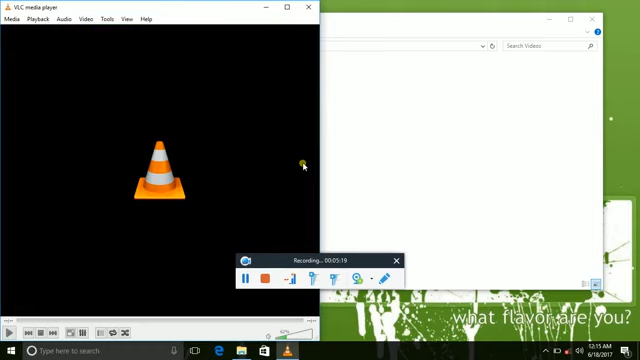 VLC media player
Media Playback Audio Video Tools View Help
Search Videos
Recording... 00:05:19
what flavor are you?
62%
Type here to search
12:15 AM
6/18/2017